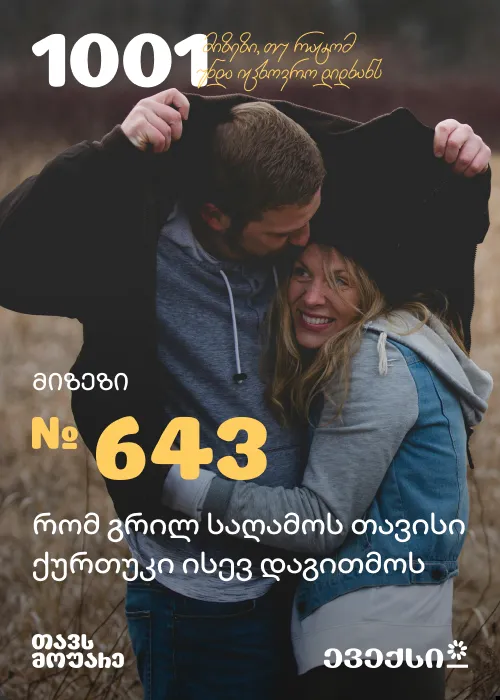 1001
მიზეზი, თუ რატომ
უნდა იცხოვრო დიდხანს
მიზეზი
№ 643
რომ გრილ საღამოს თავისი
ქურთუკი ისევ დაგითმოს
თავს
მოუარე
ევექსი